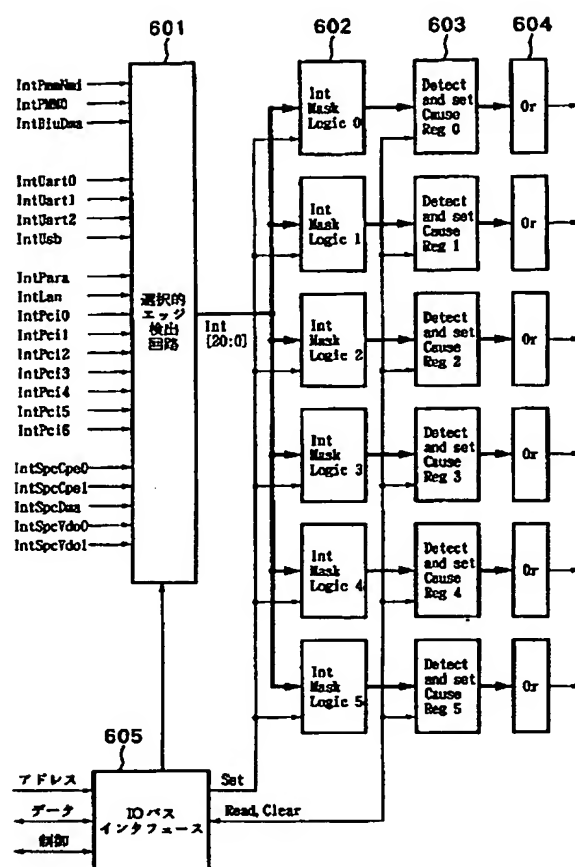 601
602
603
604
IntPmmNmi
IntPMM0
IntBiuDma
IntUart0
IntUart1
IntUart2
IntUsb
IntPara
IntLan
IntPci0
IntPci1
IntPci2
IntPci3
IntPci4
IntPci5
IntPci6
IntSpcCpe0
IntSpcCpe1
IntSpcDma
IntSpcVdo0
IntSpcVdo1
選択的
エッジ
検出
回路
Int
[20:0]
Int
Mask
Logic 0
Detect
and set
Cause
Reg 0
Or
Int
Mask
Logic 1
Detect
and set
Cause
Reg 1
Or
Int
Mask
Logic 2
Detect
and set
Cause
Reg 2
Or
Int
Mask
Logic 3
Detect
and set
Cause
Reg 3
Or
Int
Mask
Logic 4
Detect
and set
Cause
Reg 4
Or
Int
Mask
Logic 5
Detect
and set
Cause
Reg 5
Or
605
アドレス
データ
制御
IOバス
インタフェース
Set
Read,Clear